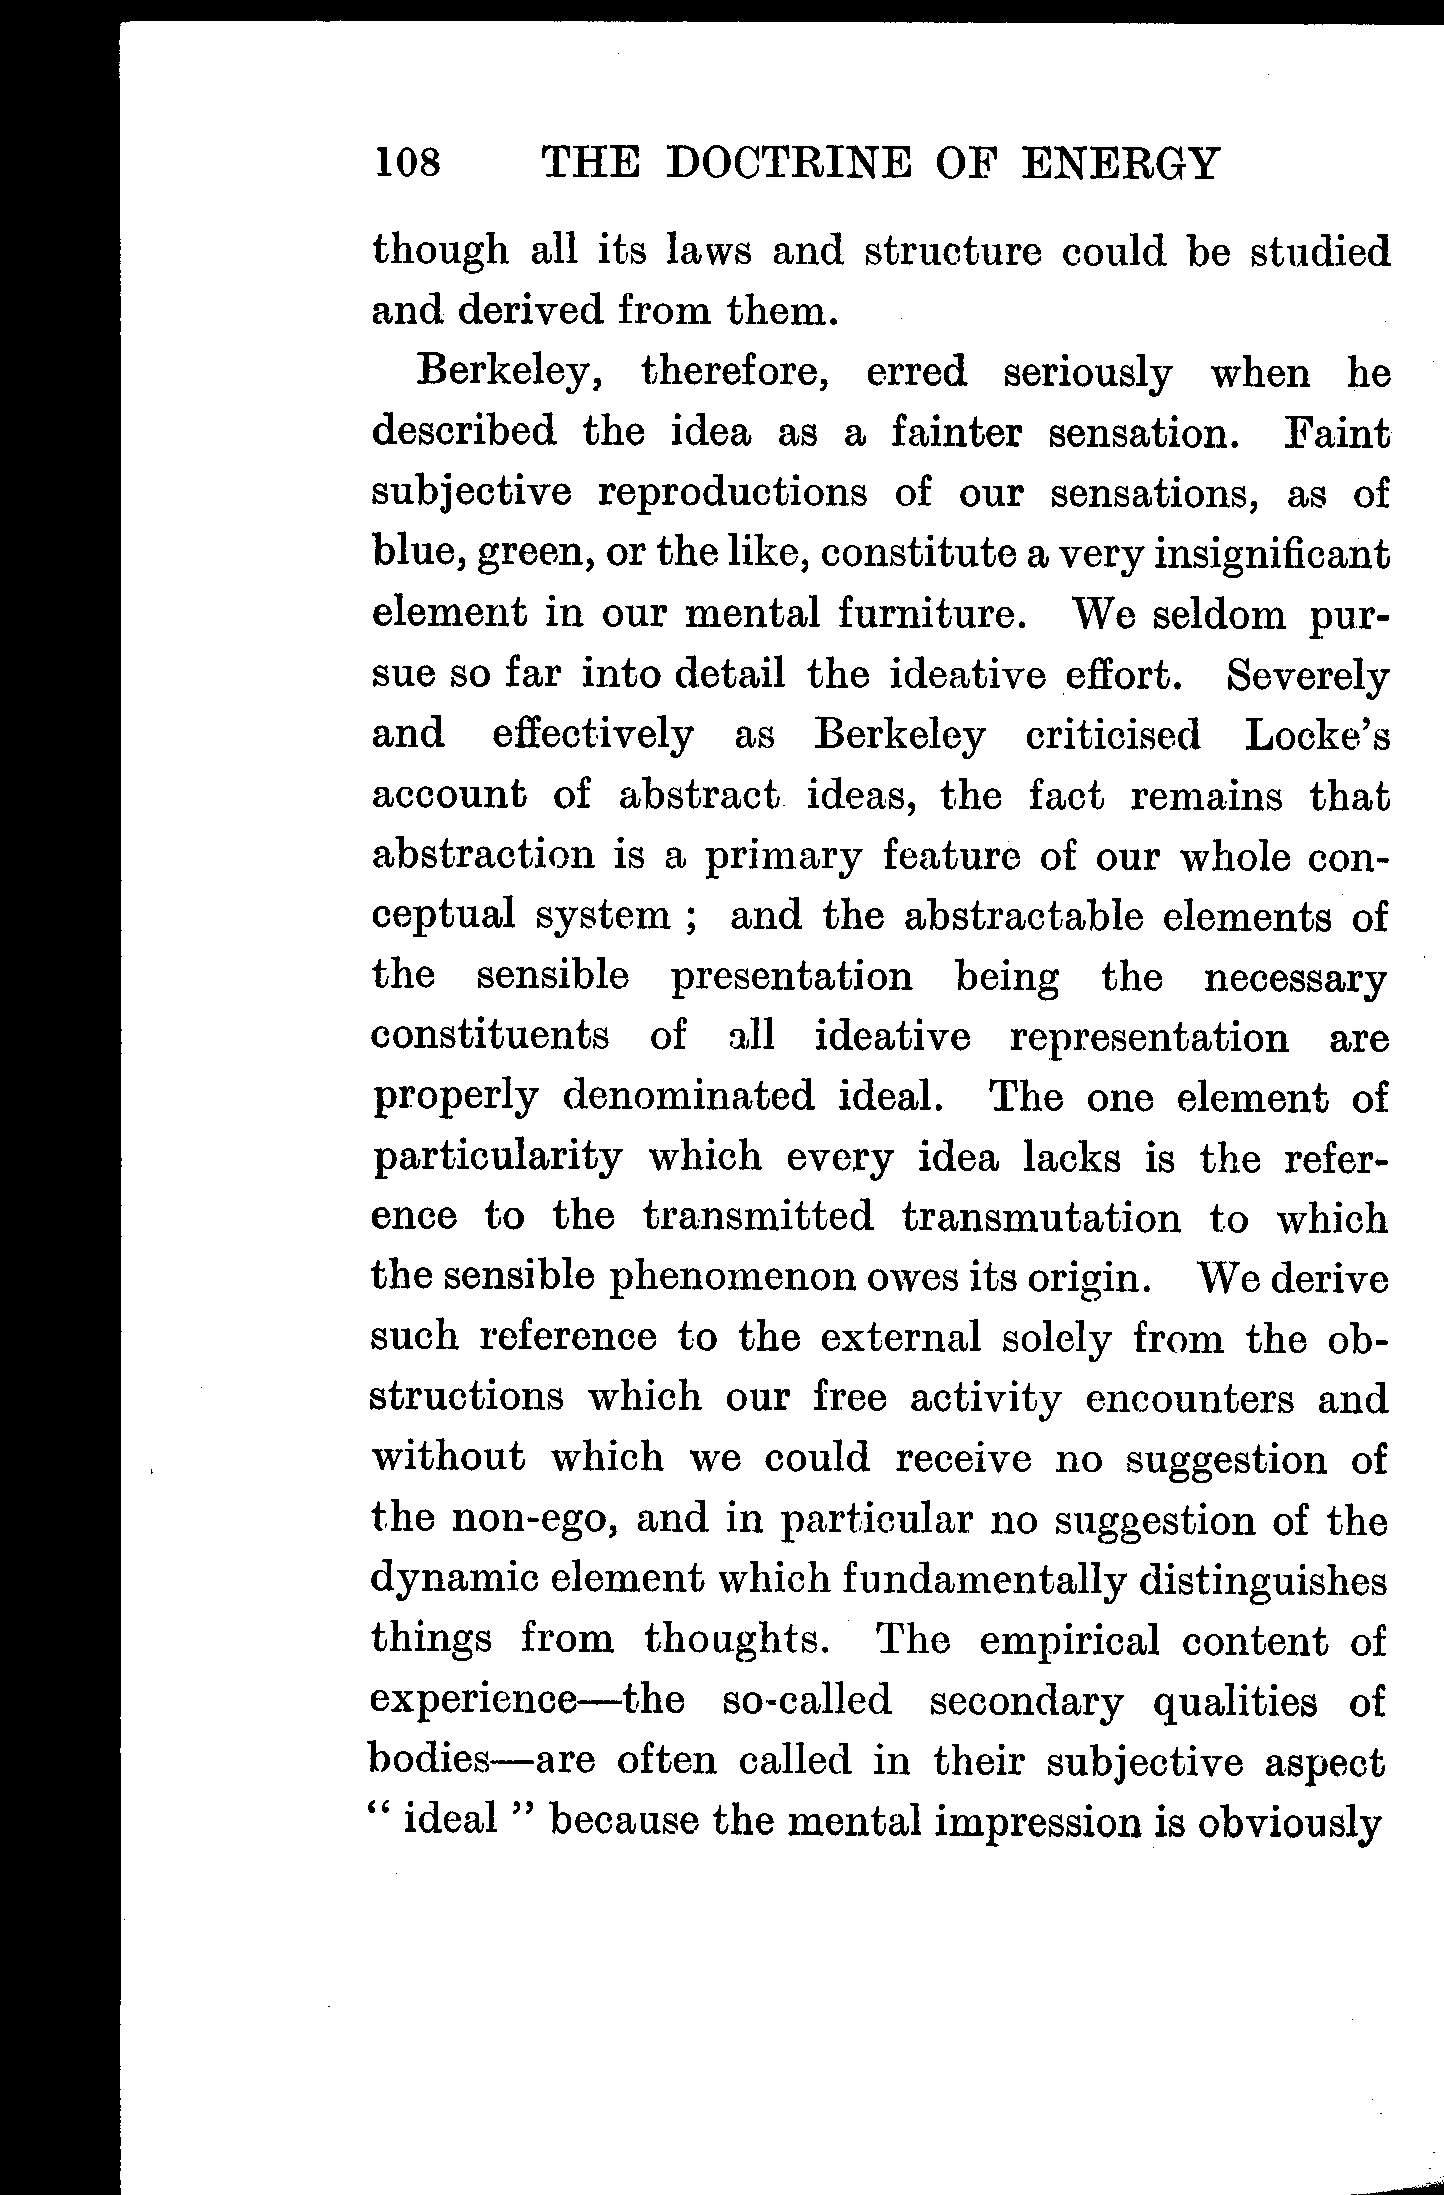 108 THE DOCTRINE OF ENERGY
though all its laws and structure could be studied
and derived from them.
Berkeley, therefore, erred seriously when he
described the idea as a fainter sensation. Faint
subjective reproductions of our sensations, as of
blue, green, or the like, constitute a very insignificant
element in our mental furniture. We seldom pur-
sue so far into detail the ideative effort. Severely
and effectively as Berkeley criticised Locke's
account of abstract ideas, the fact remains that
abstraction is a primary feature of our whole con-
ceptual system ; and the abstractable elements of
the sensible presentation being the necessary
constituents of all ideative representation are
properly denominated ideal. The one element of
particularity which every idea lacks is the refer-
ence to the transmitted transmutation to which
the sensible phenomenon owes its origin. We derive
such reference to the external solely from the ob-
structions which our free activity encounters and
without which we could receive no suggestion of
the non-ego, and in particular no suggestion of the
dynamic element which fundamentally distinguishes
things from thoughts. The empirical content of
experience—the so-called secondary qualities of
bodies—are often called in their subjective aspect
" ideal " because the mental impression is obviously